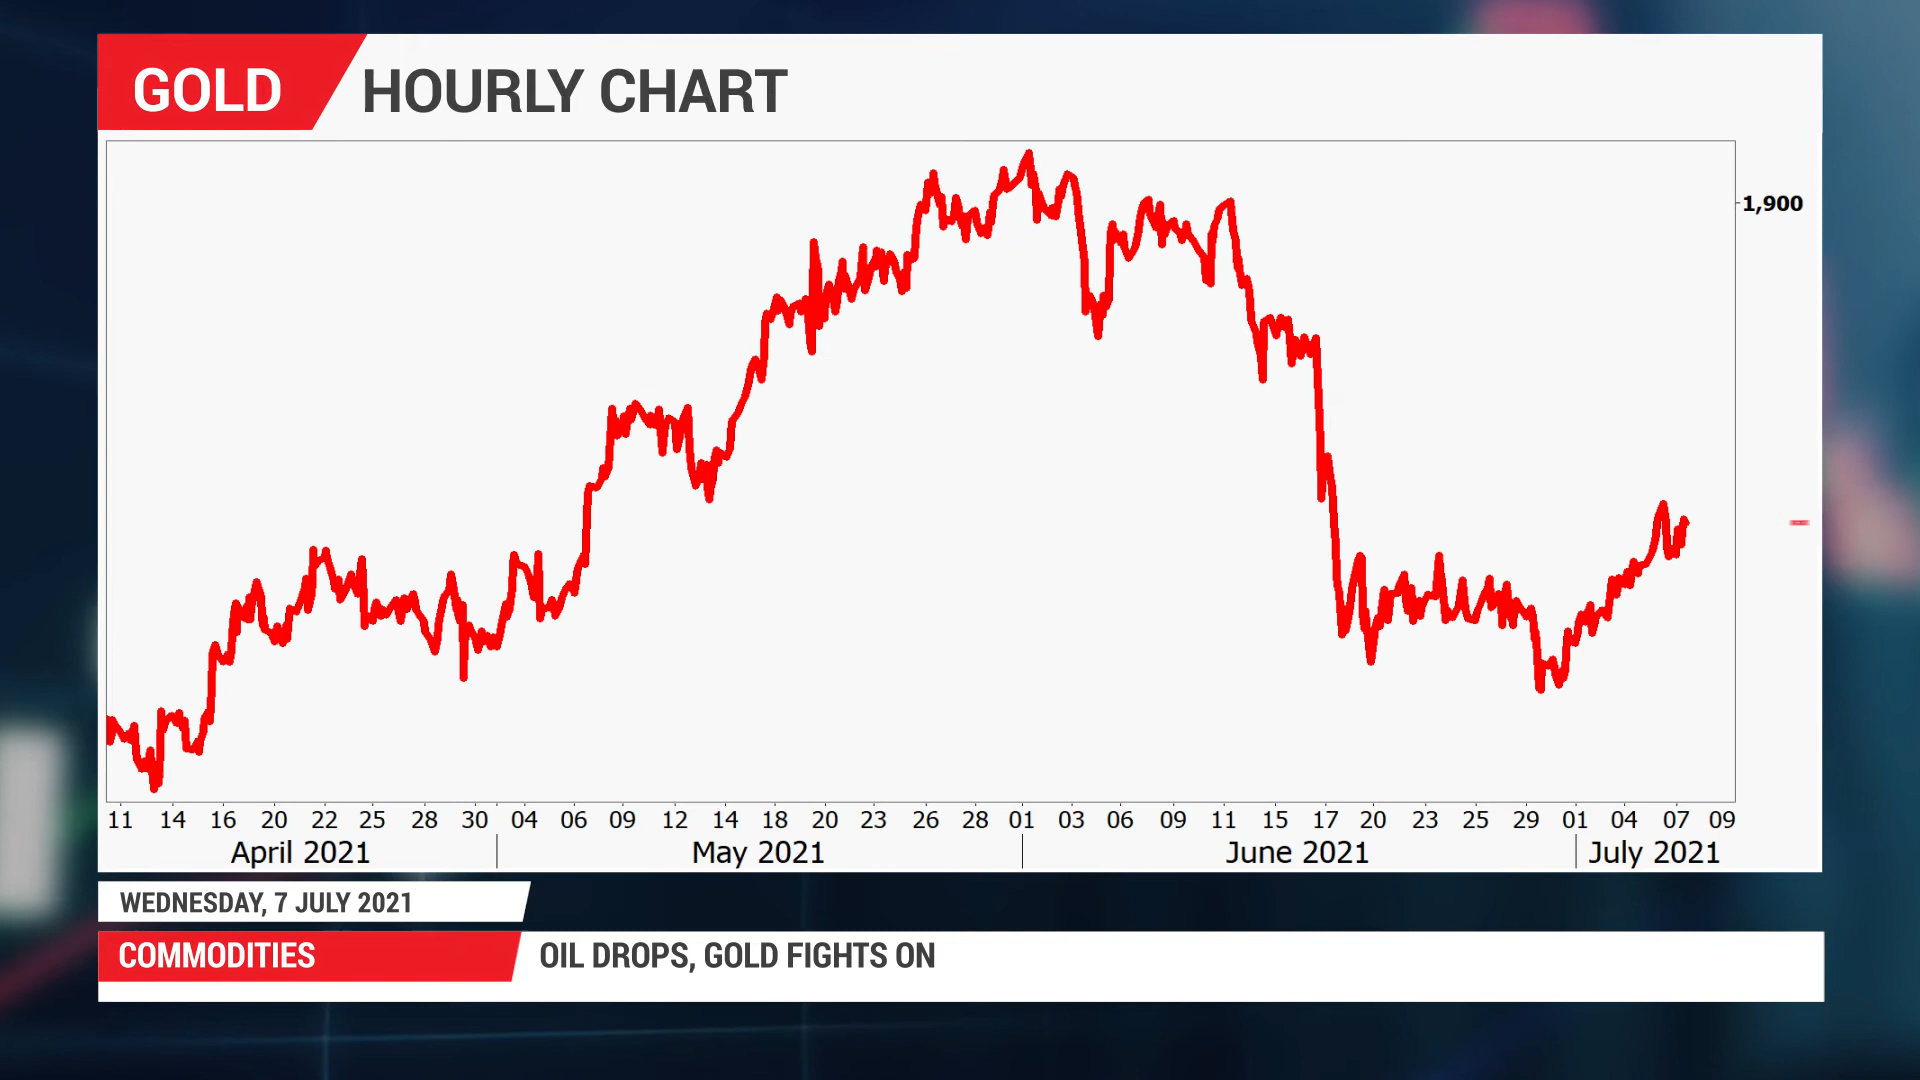 GOLD HOURLY CHART
1,900
11 14 16 20 22 25 28 30 04 06 09 12 14 18 20 23 26 28 01 03 06 09 11 15 17 20 23 25 29 01 04 07 09
April 2021 May 2021 June 2021 July 2021
WEDNESDAY, 7 JULY 2021
COMMODITIES OIL DROPS, GOLD FIGHTS ON